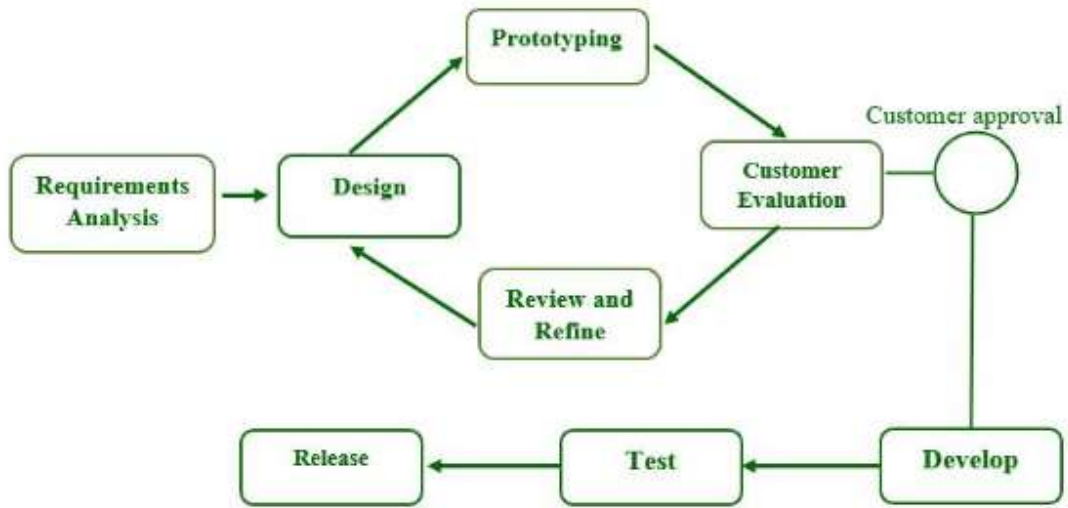 Prototyping
Customer approval
Requirements
Analysis
Design
Customer
Evaluation
Review and
Refine
Release
Test
Develop